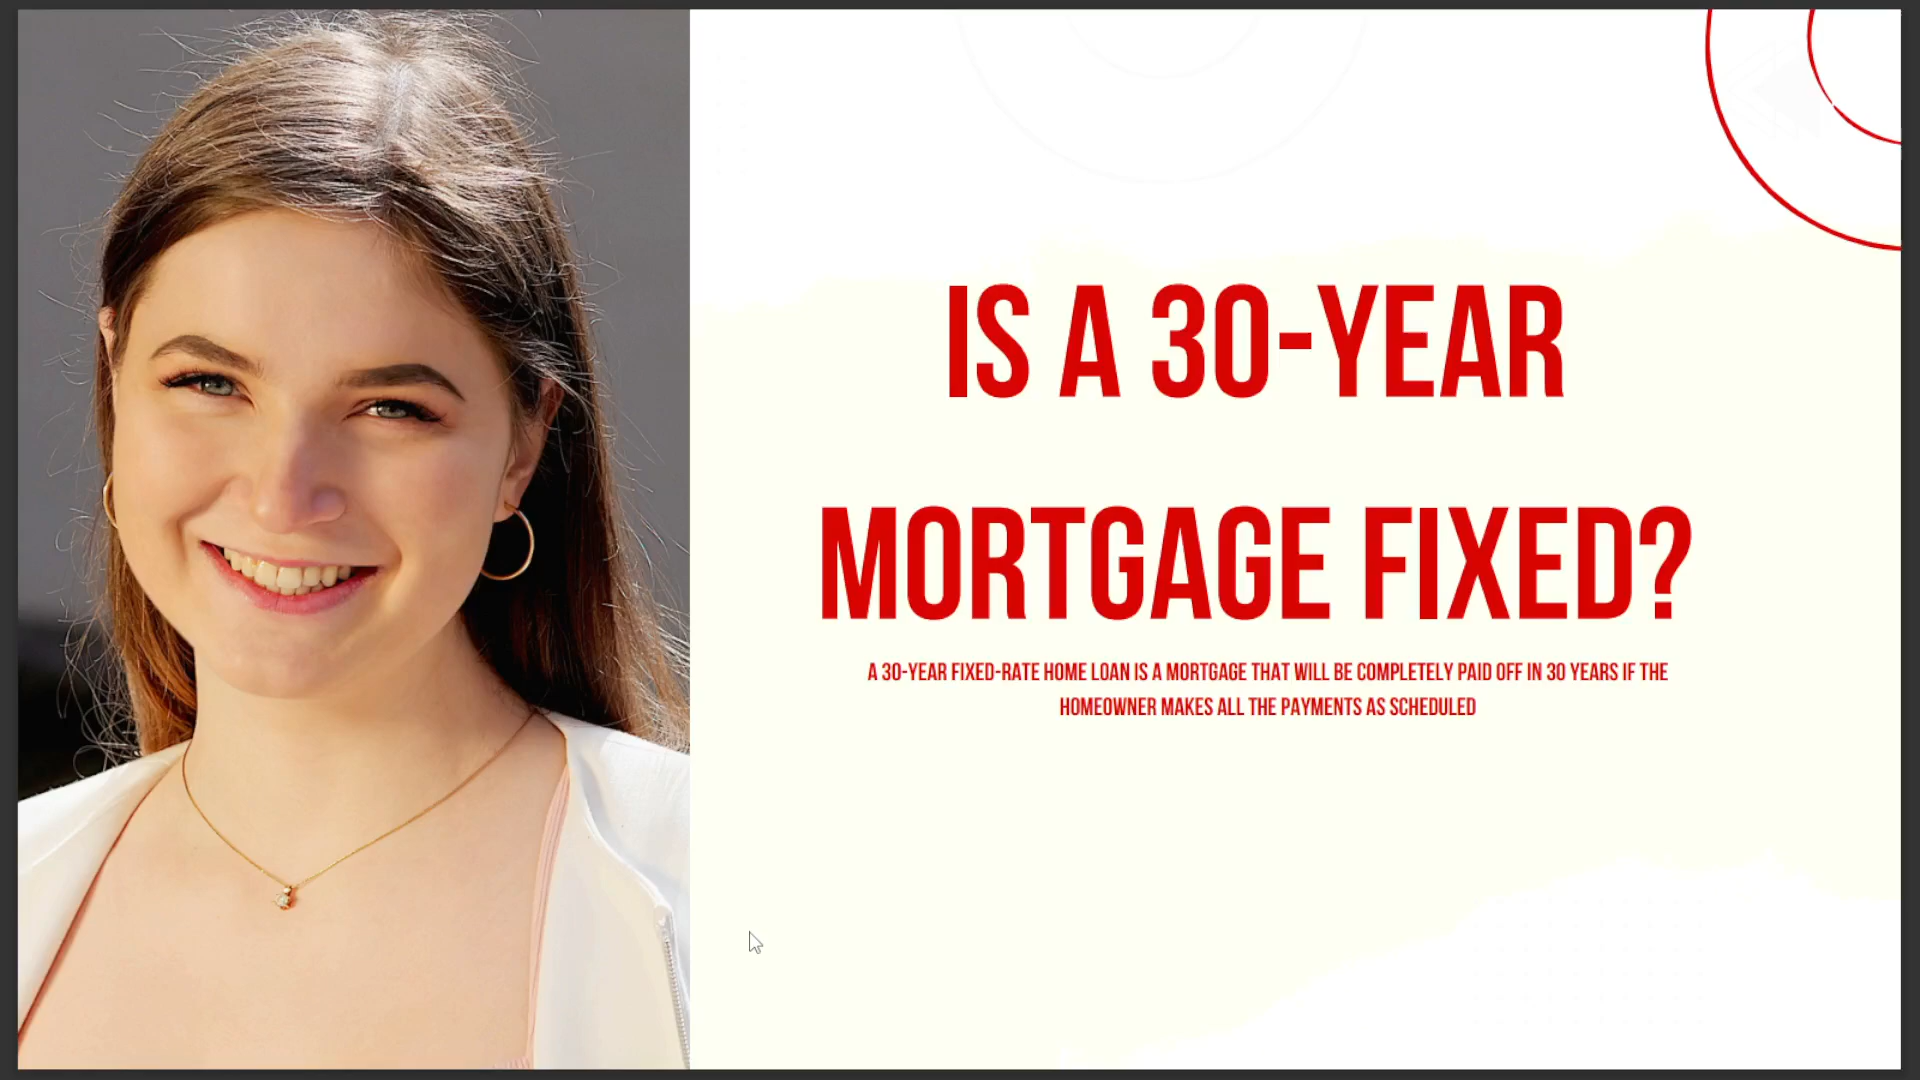 IS A 30-YEAR
MORTGAGE FIXED?
A 30-YEAR FIXED-RATE HOME LOAN IS A MORTGAGE THAT WILL BE COMPLETELY PAID OFF IN 30 YEARS IF THE
HOMEOWNER MAKES ALL THE PAYMENTS AS SCHEDULED